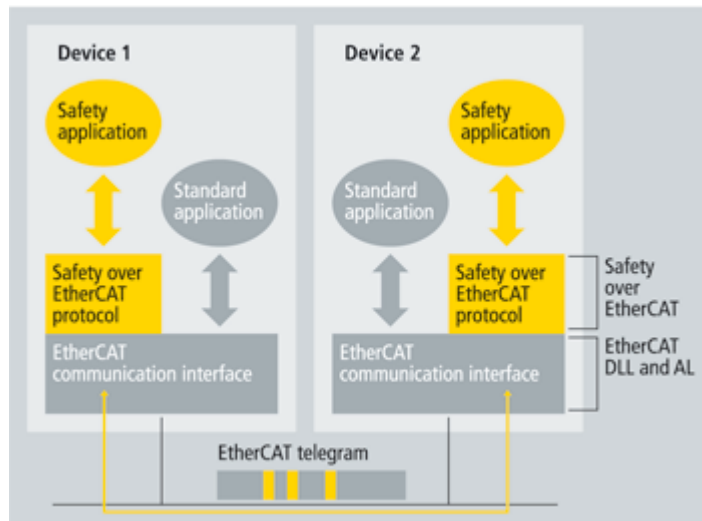 Device 1
Safety
application
Standard
application
Safety over
EtherCAT
protocol
EtherCAT
communication interface
Device 2
Safety
application
Standard
application
Safety over
EtherCAT
protocol
EtherCAT
communication interface
Safety
over
EtherCAT
EtherCAT
DLL and AL
EtherCAT telegram